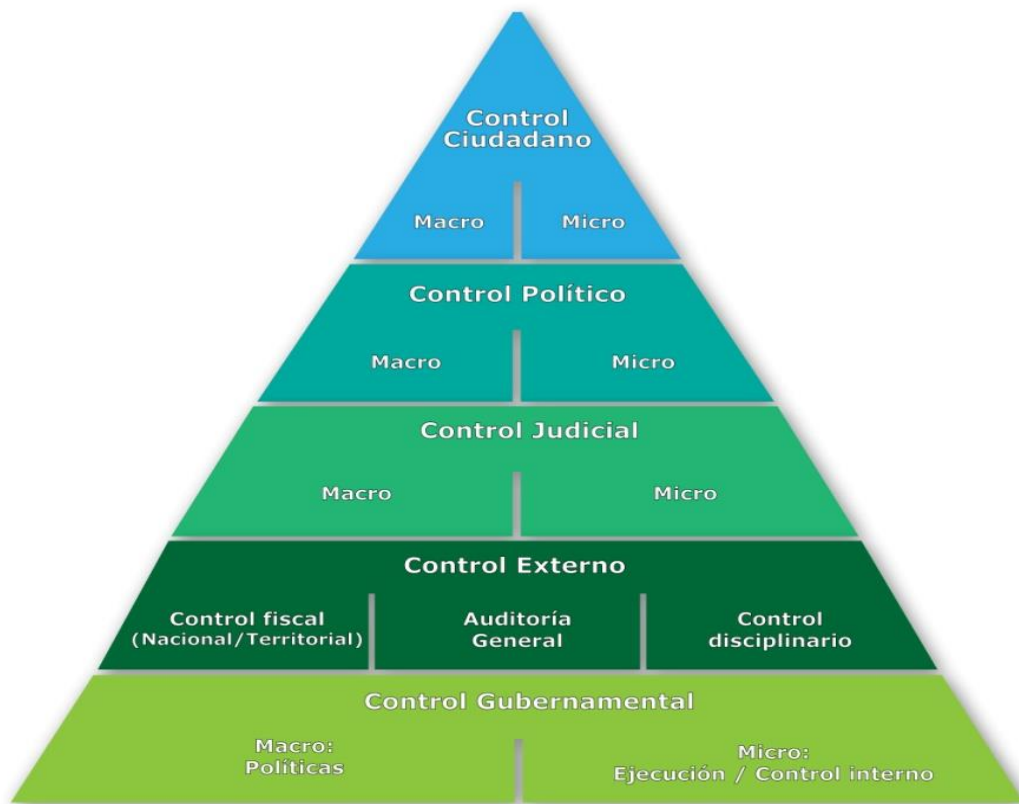 Control
Ciudadano
Macro
Micro
Control Político
Macro
Micro
Control Judicial
Macro
Micro
Control Externo
Control fiscal
(Nacional/Territorial)
Auditoría
General
Control
disciplinario
Control Gubernamental
Macro:
Políticas
Micro:
Ejecución / Control interno